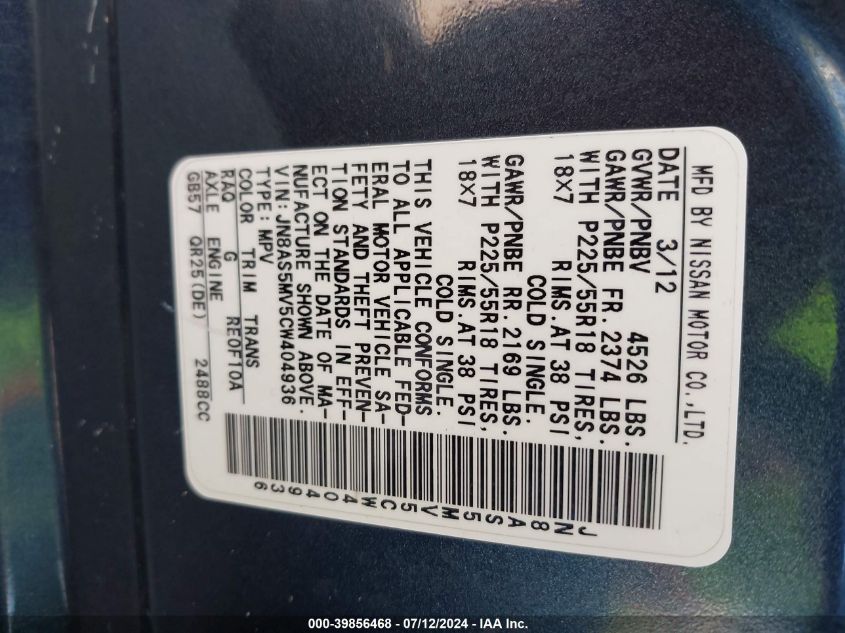 MFD BY NISSAN MOTOR CO.,LTD.
DATE 3/12
GVWR/PNBV 4526 LBS.
GAWR/PNBE FR. 2374 LBS.
WITH P225/55R18 TIRES,
18X7 RIMS.AT 38 PSI
COLD SINGLE.
GAWR/PNBE RR. 2169 LBS.
WITH P225/55R18 TIRES,
18X7 RIMS.AT 38 PSI
COLD SINGLE.
THIS VEHICLE CONFORMS
TO ALL APPLICABLE FED-
ERAL MOTOR VEHICLE SA-
FETY AND THEFT PREVEN-
TION STANDARDS IN EFF-
ECT ON THE DATE OF MA-
NUFACTURE SHOWN ABOVE.
VIN: JN8AS5MV5CW404936
TYPE: MPV
COLOR TRIM TRANS
RAQ G RE0F10A
AXLE ENGINE
GB57 QR25(DE) 2488CC
JN8AS5MV5CW404936
000-39856468 - 07/12/2024 - IAA Inc.